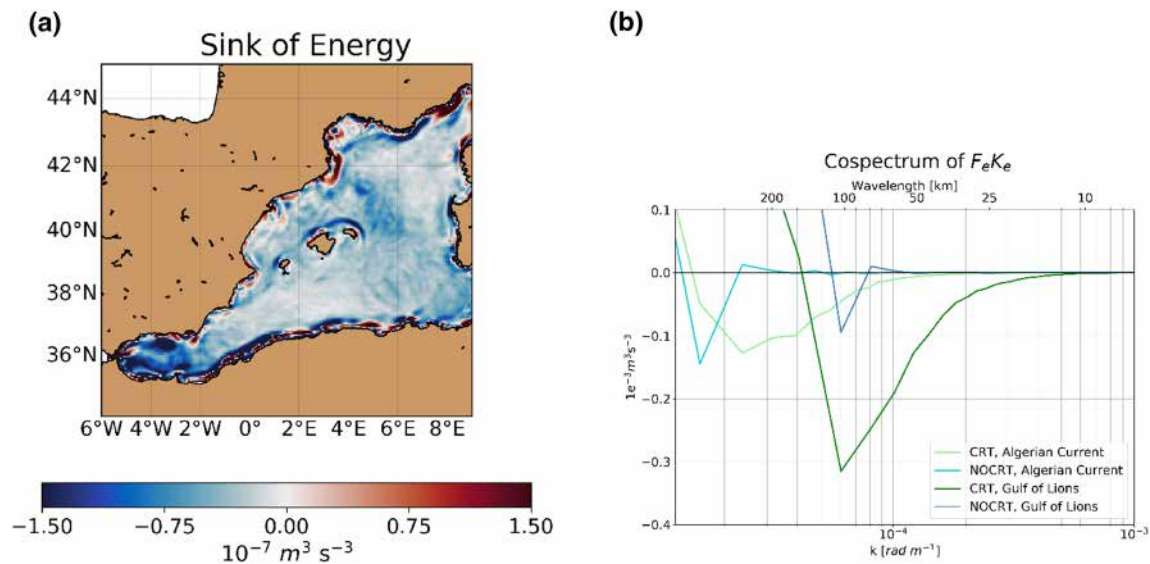 (a)
Sink of Energy
44°N
42°N
40°N
38°N
36°N
6°W 4°W 2°W 0° 2°E 4°E 6°E 8°E
−1.50 −0.75 0.00 0.75 1.50
10⁻⁷ m³ s⁻³
(b)
Cospectrum of FₑKₑ
Wavelength [km]
200 100 50 25 10
0.1
0.0
−0.1
−0.2
−0.3
−0.4
1e⁻³m³s⁻³
CRT, Algerian Current
NOCRT, Algerian Current
CRT, Gulf of Lions
NOCRT, Gulf of Lions
10⁻⁴ 10⁻³
k [rad m⁻¹]